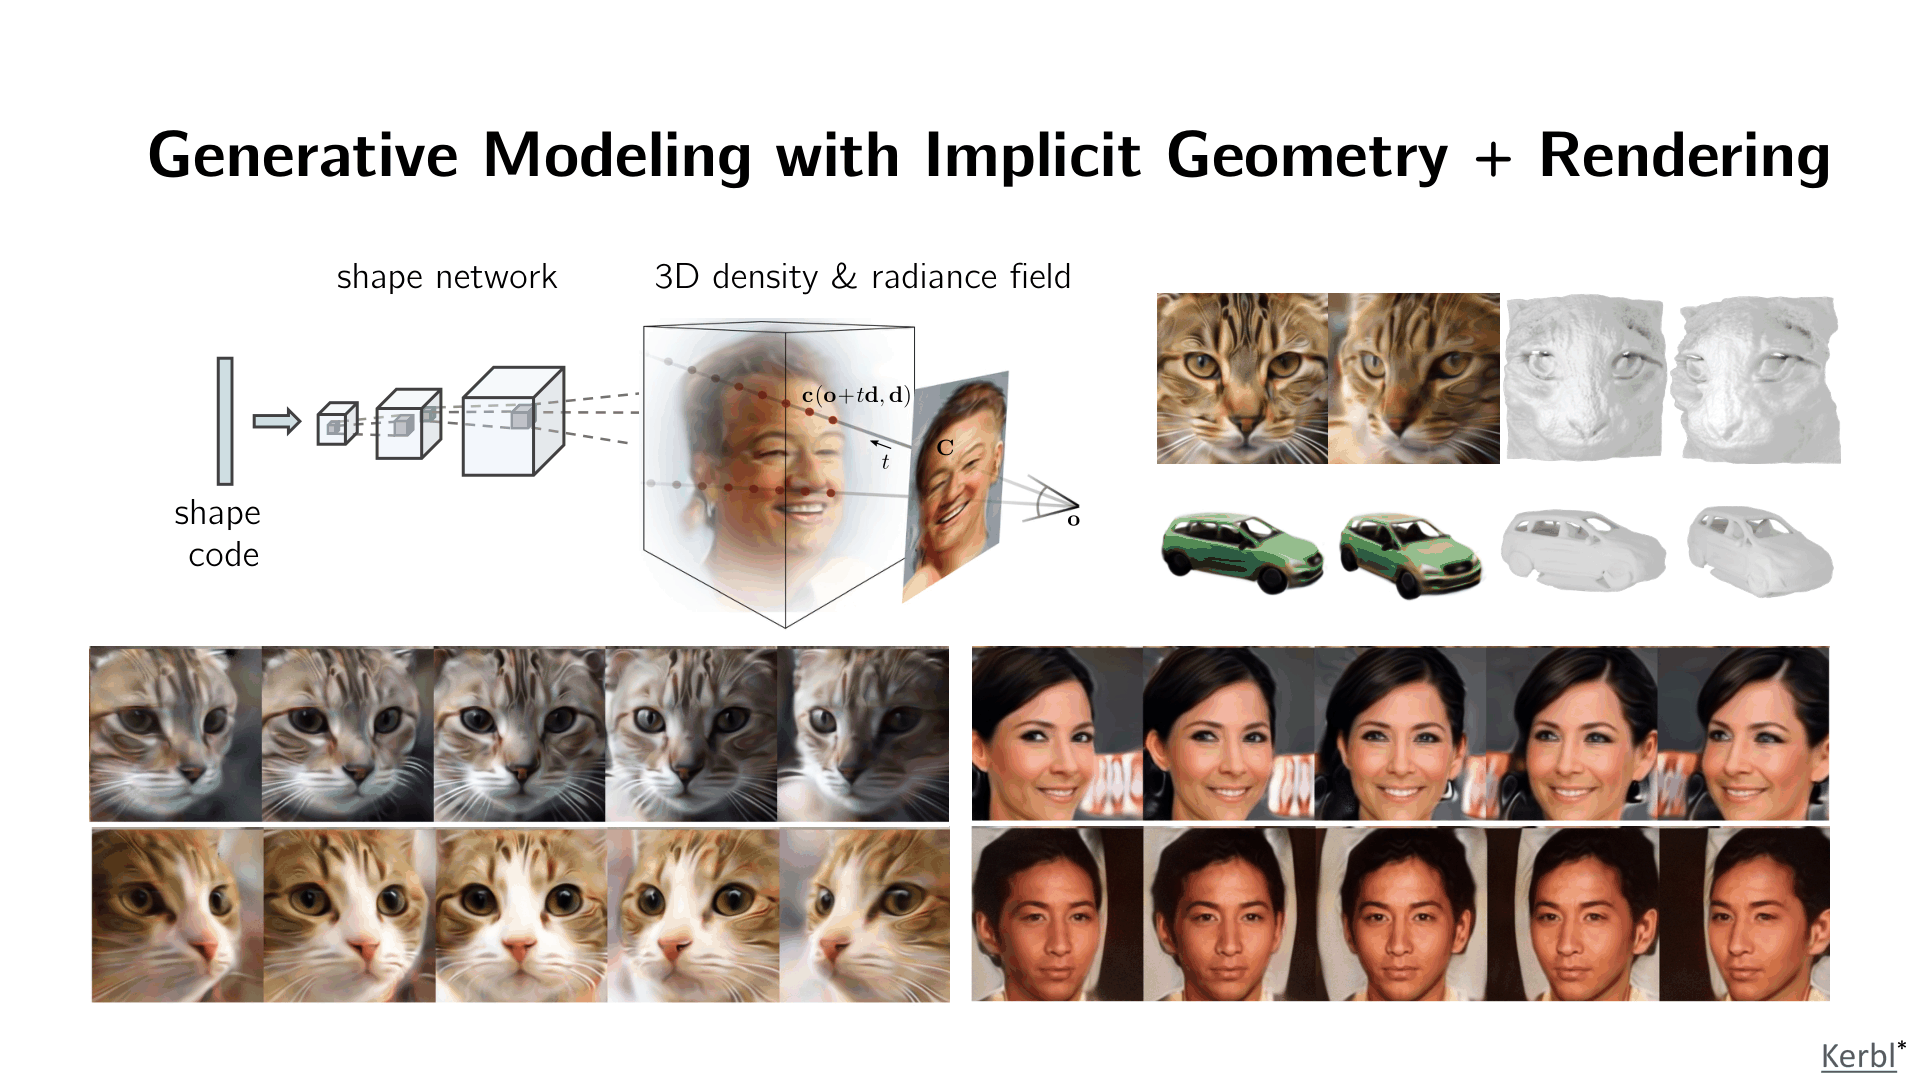 Generative Modeling with Implicit Geometry + Rendering
shape network
3D density & radiance field
c(o+td, d)
C
t
o
shape
code
Kerbl*